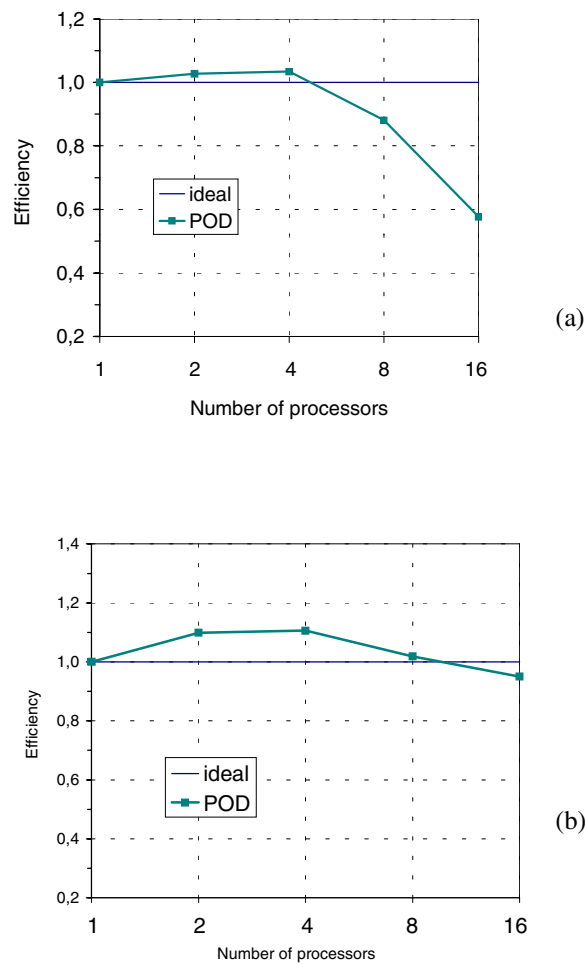 1,2
1,0
0,8
0,6
0,4
0,2
Efficiency
ideal
POD
1 2 4 8 16
Number of processors
(a)
1,4
1,2
1,0
0,8
0,6
0,4
0,2
Efficiency
ideal
POD
1 2 4 8 16
Number of processors
(b)